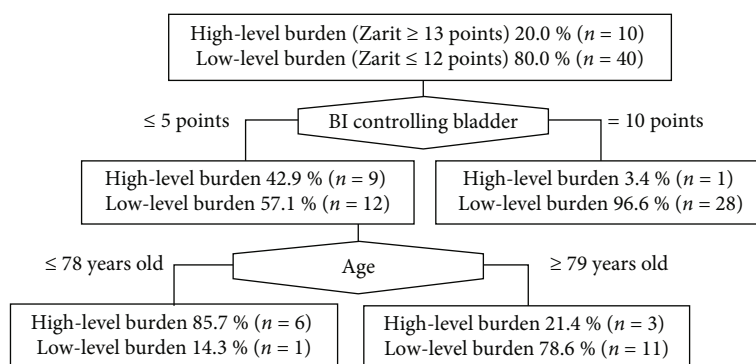 High-level burden (Zarit ≥ 13 points) 20.0 % (n = 10)
Low-level burden (Zarit ≤ 12 points) 80.0 % (n = 40)
≤ 5 points
BI controlling bladder
= 10 points
High-level burden 42.9 % (n = 9)
Low-level burden 57.1 % (n = 12)
High-level burden 3.4 % (n = 1)
Low-level burden 96.6 % (n = 28)
≤ 78 years old
Age
≥ 79 years old
High-level burden 85.7 % (n = 6)
Low-level burden 14.3 % (n = 1)
High-level burden 21.4 % (n = 3)
Low-level burden 78.6 % (n = 11)